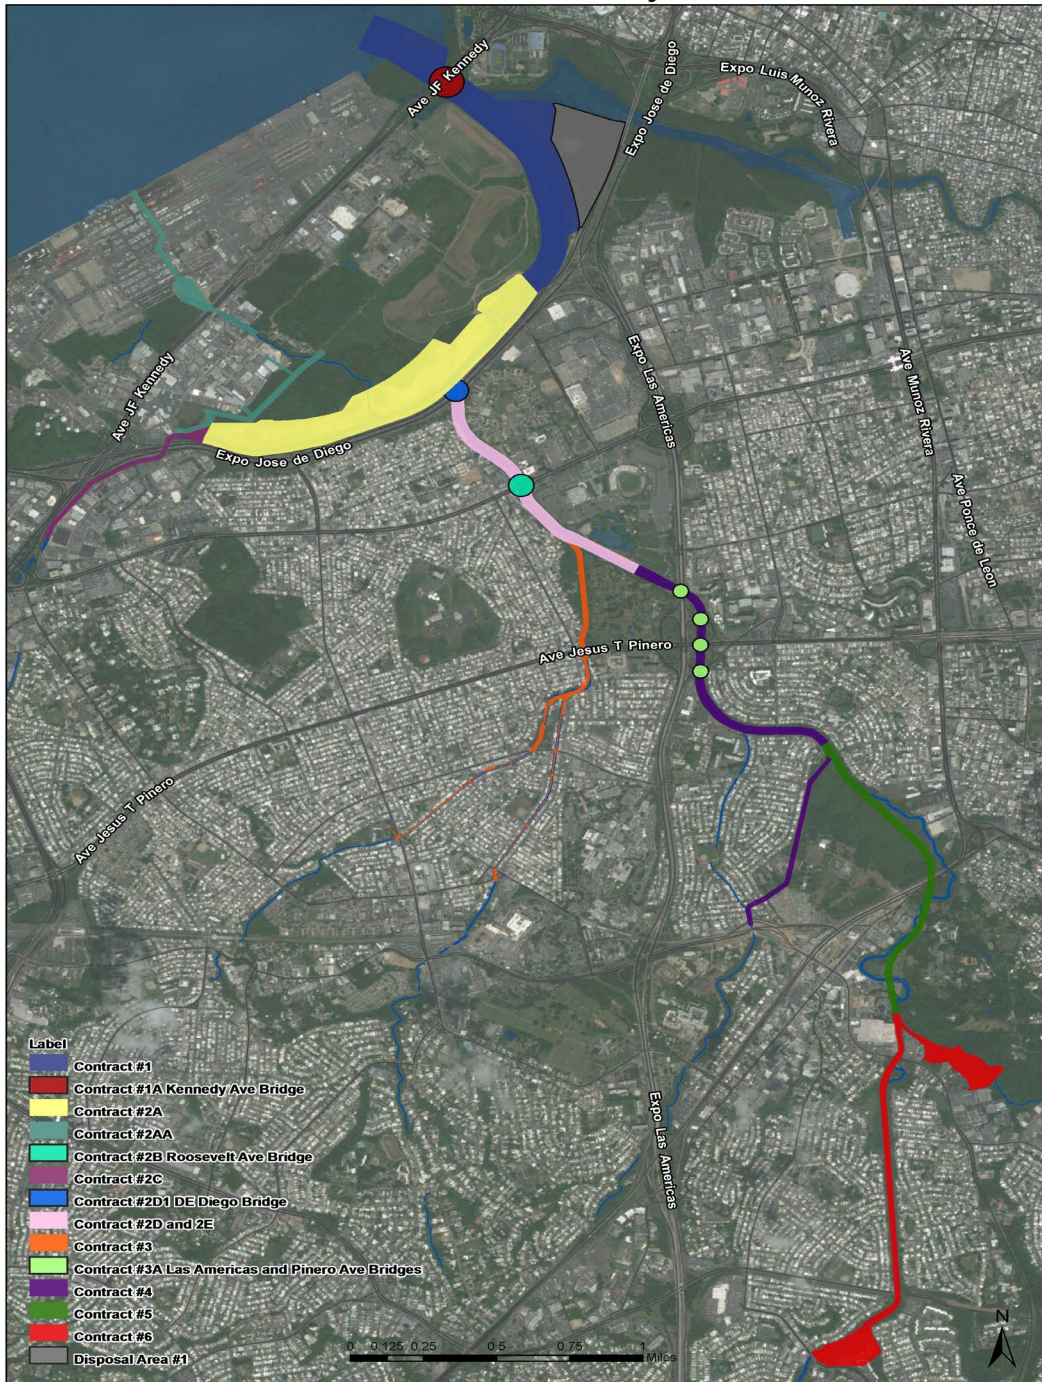 Ave JF Kennedy
Expo Jose de Diego
Expo Luis Munoz Rivera
Expo Las Americas
Ave JF Kennedy
Ave Munoz Rivera
Expo Jose de Diego
Ave Ponce de Leon
Ave Jesus T Pinero
Ave Jesus T Pinero
Expo Las Americas
Label
Contract #1
Contract #1A Kennedy Ave Bridge
Contract #2A
Contract #2AA
Contract #2B Roosevelt Ave Bridge
Contract #2C
Contract #2D1 DE Diego Bridge
Contract #2D and 2E
Contract #3
Contract #3A Las Americas and Pinero Ave Bridges
Contract #4
Contract #5
Contract #6
Disposal Area #1
0 0.125 0.25 0.5 0.75 1
Miles
N